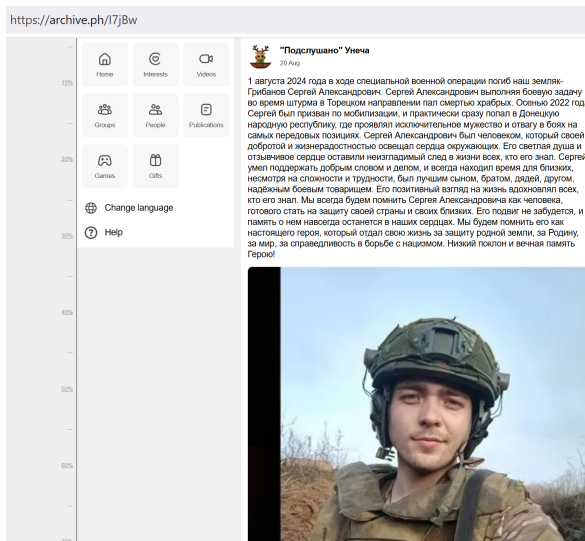 https://archive.ph/I7jBw
Home
Interests
Videos
Groups
People
Publications
Games
Gifts
Change language
Help
10%
20%
30%
40%
50%
60%
"Подслушано" Унеча
20 Aug
1 августа 2024 года в ходе специальной военной операции погиб наш земляк-
Грибанов Сергей Александрович. Сергей Александрович выполняя боевую задачу
во время штурма в Торецком направлении пал смертью храбрых. Осенью 2022 год
Сергей был призван по мобилизации, и практически сразу попал в Донецкую
народную республику, где проявлял исключительное мужество и отвагу в боях на
самых передовых позициях. Сергей Александрович был человеком, который своей
добротой и жизнерадостностью освещал сердца окружающих. Его светлая душа и
отзывчивое сердце оставили неизгладимый след в жизни всех, кто его знал. Сергей
умел поддержать добрым словом и делом, и всегда находил время для близких,
несмотря на сложности и трудности, был лучшим сыном, братом, дядей, другом,
надёжным боевым товарищем. Его позитивный взгляд на жизнь вдохновлял всех,
кто его знал. Мы всегда будем помнить Сергея Александровича как человека,
готового стать на защиту своей страны и своих близких. Его подвиг не забудется, и
память о нем навсегда останется в наших сердцах. Мы будем помнить его как
настоящего героя, который отдал свою жизнь за защиту родной земли, за Родину,
за мир, за справедливость в борьбе с нацизмом. Низкий поклон и вечная память
Герою!